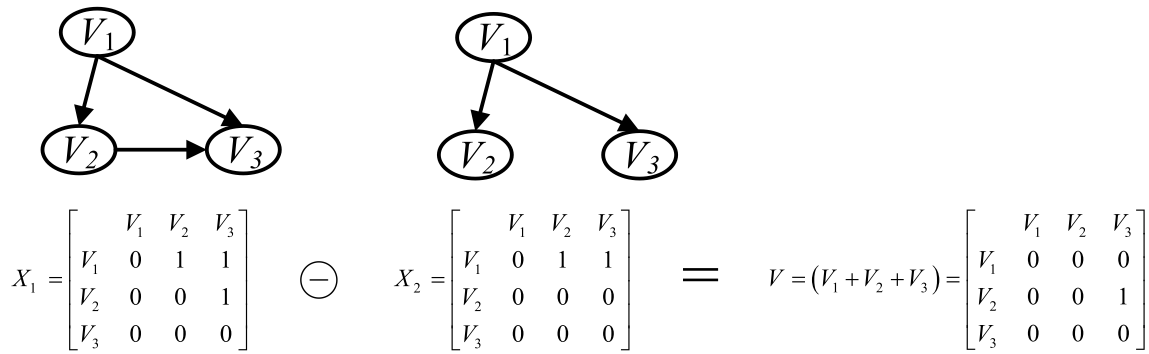 V1 V1
V2 V3 V2 V3
V1 V2 V3 V1 V2 V3 V1 V2 V3
V1 0 1 1 V1 0 1 1 V1 0 0 0
X1 = ⊖ X2 = = V = (V1 + V2 + V3) =
V2 0 0 1 V2 0 0 0 V2 0 0 1
V3 0 0 0 V3 0 0 0 V3 0 0 0